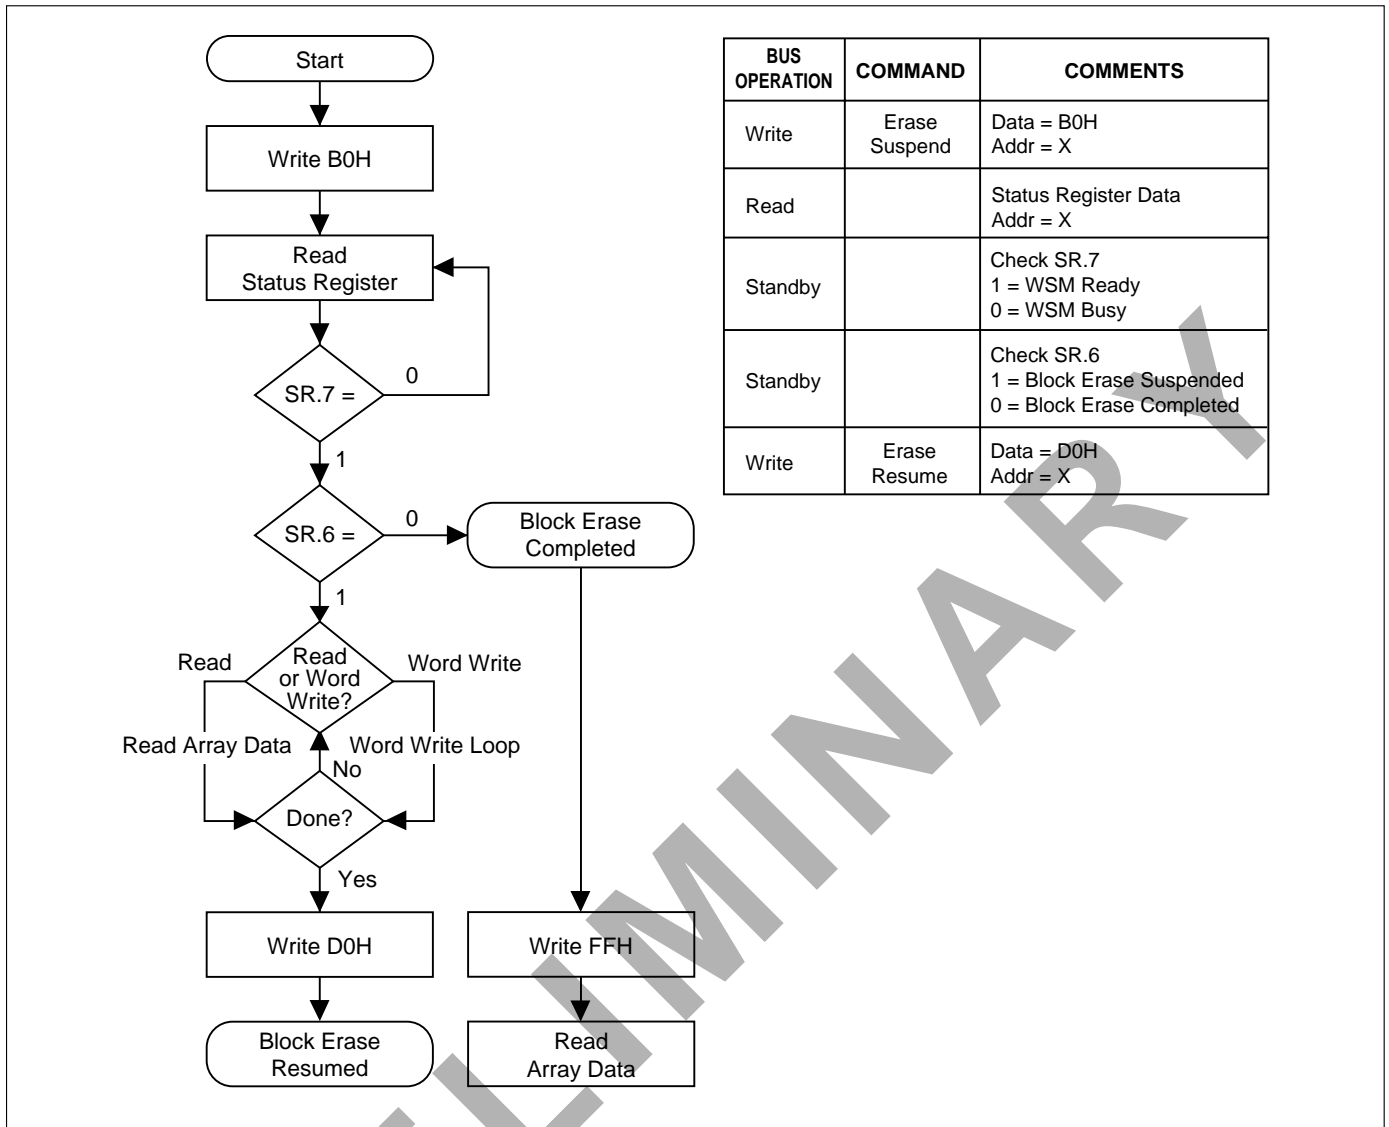 Start
Write B0H
Read
Status Register
SR.7 =
0
1
SR.6 =
0
Block Erase
Completed
1
Read
or Word
Write?
Read
Word Write
Read Array Data
Word Write Loop
No
Done?
Yes
Write D0H
Write FFH
Block Erase
Resumed
Read
Array Data
BUS
OPERATION
COMMAND
COMMENTS
Write
Erase
Suspend
Data = B0H
Addr = X
Read
Status Register Data
Addr = X
Standby
Check SR.7
1 = WSM Ready
0 = WSM Busy
Standby
Check SR.6
1 = Block Erase Suspended
0 = Block Erase Completed
Write
Erase
Resume
Data = D0H
Addr = X
ELIMINARY